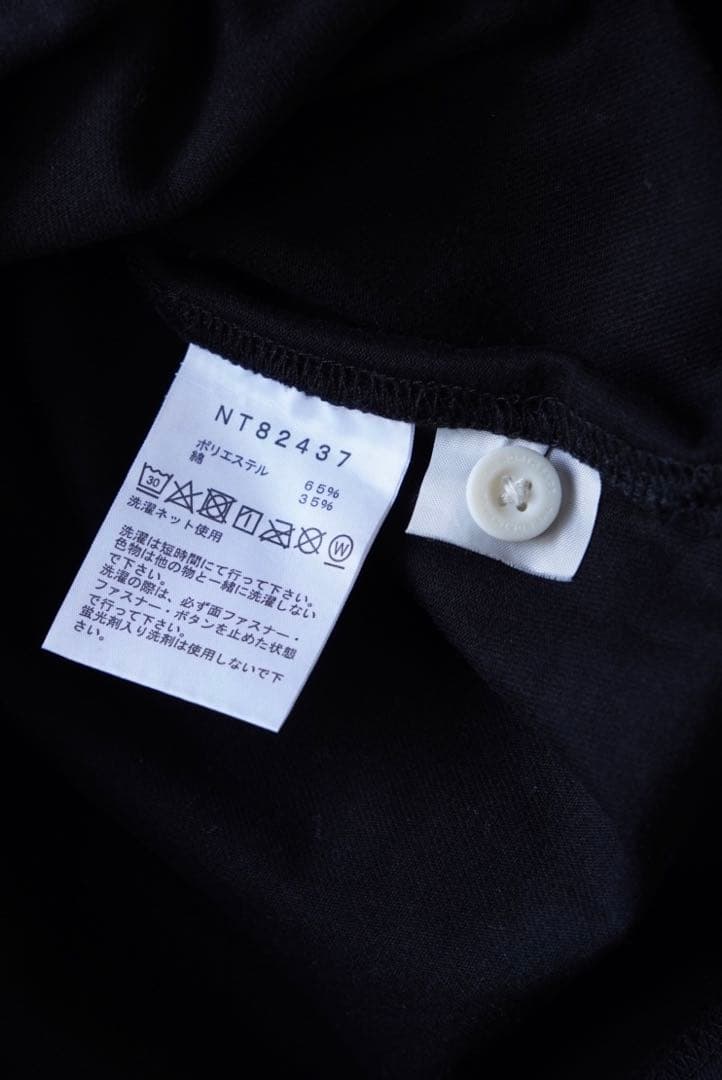 NT82437
ポリエステル 65%
綿 35%
30 W
洗濯ネット使用
洗濯は短時間にて行って下さい。
色物は他の物と一緒に洗濯しない
で下さい。
洗濯の際は、必ず面ファスナー・
ファスナー・ボタンを止めた状態
で行って下さい。
蛍光剤入り洗剤は使用しないで下
さい。